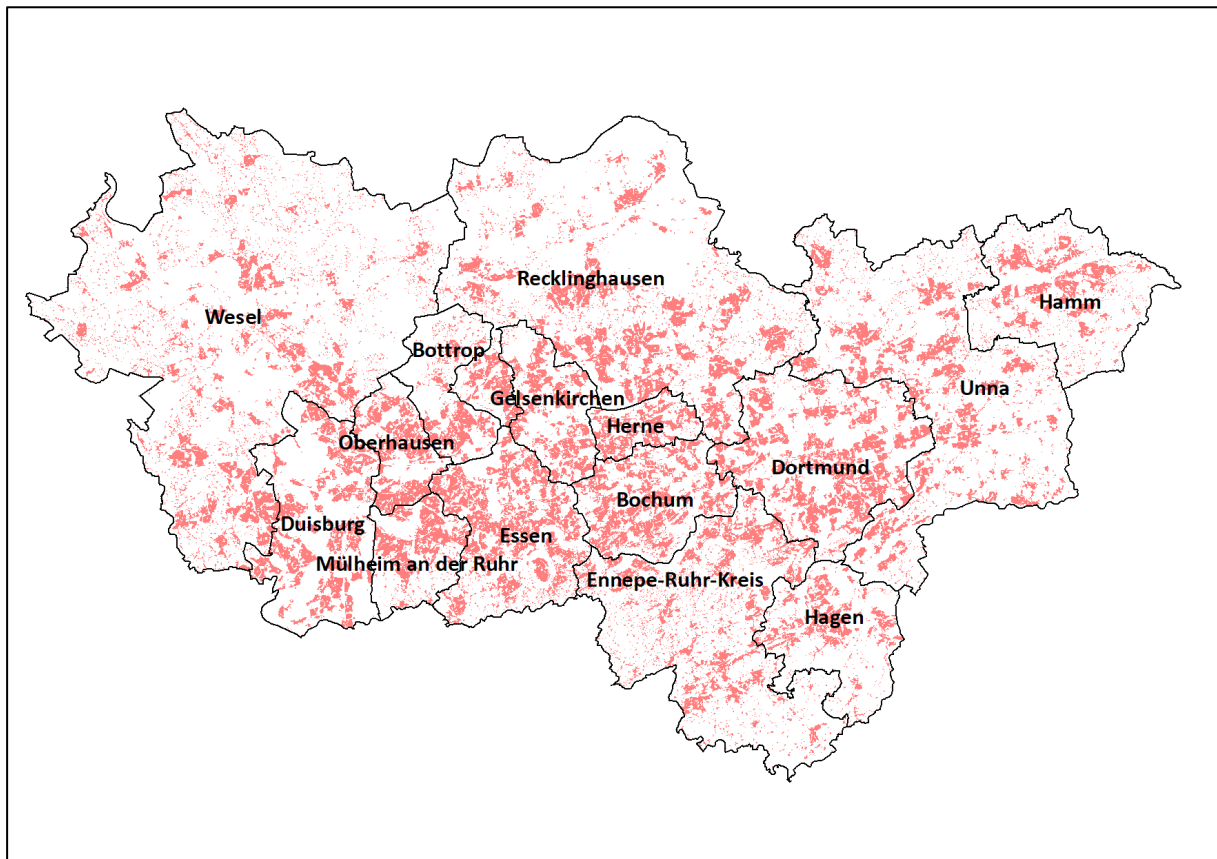 Recklinghausen
Hamm
Wesel
Bottrop
Unna
Gelsenkirchen
Herne
Oberhausen
Dortmund
Bochum
Duisburg
Essen
Mülheim an der Ruhr
Ennepe-Ruhr-Kreis
Hagen